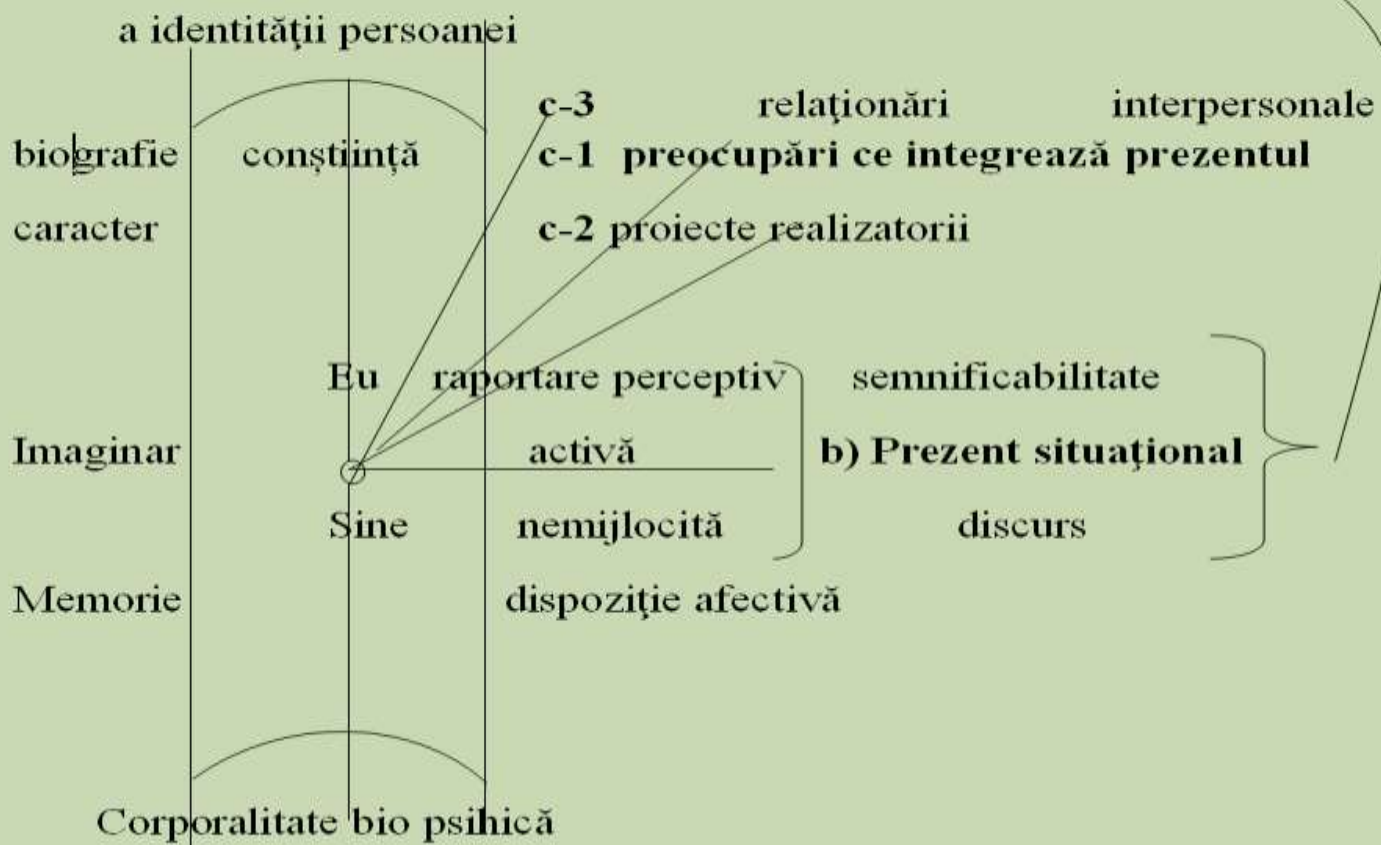 a identităţii persoanei
c-3 relaţionări interpersonale
biografie conștiință c-1 preocupări ce integrează prezentul
caracter c-2 proiecte realizatorii
Eu raportare perceptiv semnificabilitate
Imaginar activă b) Prezent situaţional
Sine nemijlocită discurs
Memorie dispoziţie afectivă
Corporalitate bio psihică